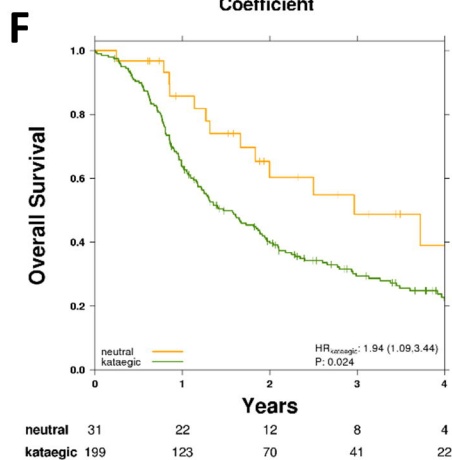 Coefficient
F
1.0
0.8
0.6
0.4
0.2
0.0
Overall Survival
neutral
kataegic
HRkataegic: 1.94 (1.09,3.44)
P: 0.024
0 1 2 3 4
Years
neutral 31 22 12 8 4
kataegic 199 123 70 41 22